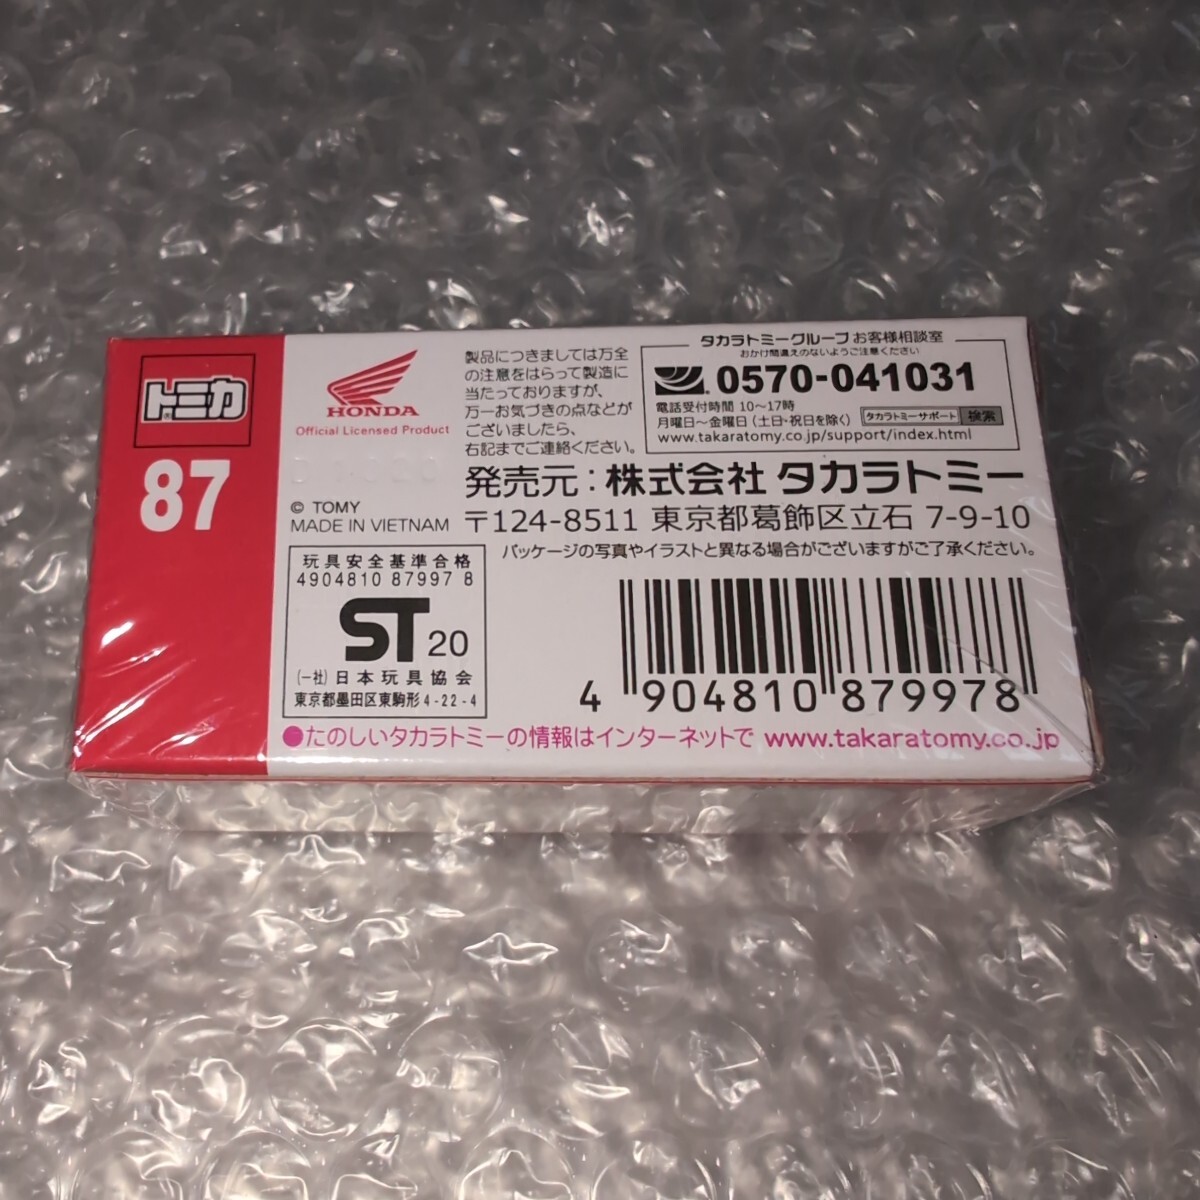 トミカ
87
HONDA
Official Licensed Product
© TOMY
MADE IN VIETNAM
製品につきましては万全
の注意をはらって製造に
当たっておりますが、
万一お気づきの点などが
ございましたら、
右記までご連絡ください。
タカラトミーグループ お客様相談室
おかけ間違えのないようご注意ください
0570-041031
電話受付時間 10～17時
月曜日～金曜日 (土日・祝日を除く)
タカラトミーサポート 検索
www.takaratomy.co.jp/support/index.html
発売元：株式会社 タカラトミー
〒124-8511 東京都葛飾区立石 7-9-10
パッケージの写真やイラストと異なる場合がございますがご了承ください。
玩具安全基準合格
4904810 87997 8
ST 20
(一社) 日本玩具協会
東京都墨田区東駒形 4-22-4
4 904810 879978
●たのしいタカラトミーの情報はインターネットで www.takaratomy.co.jp